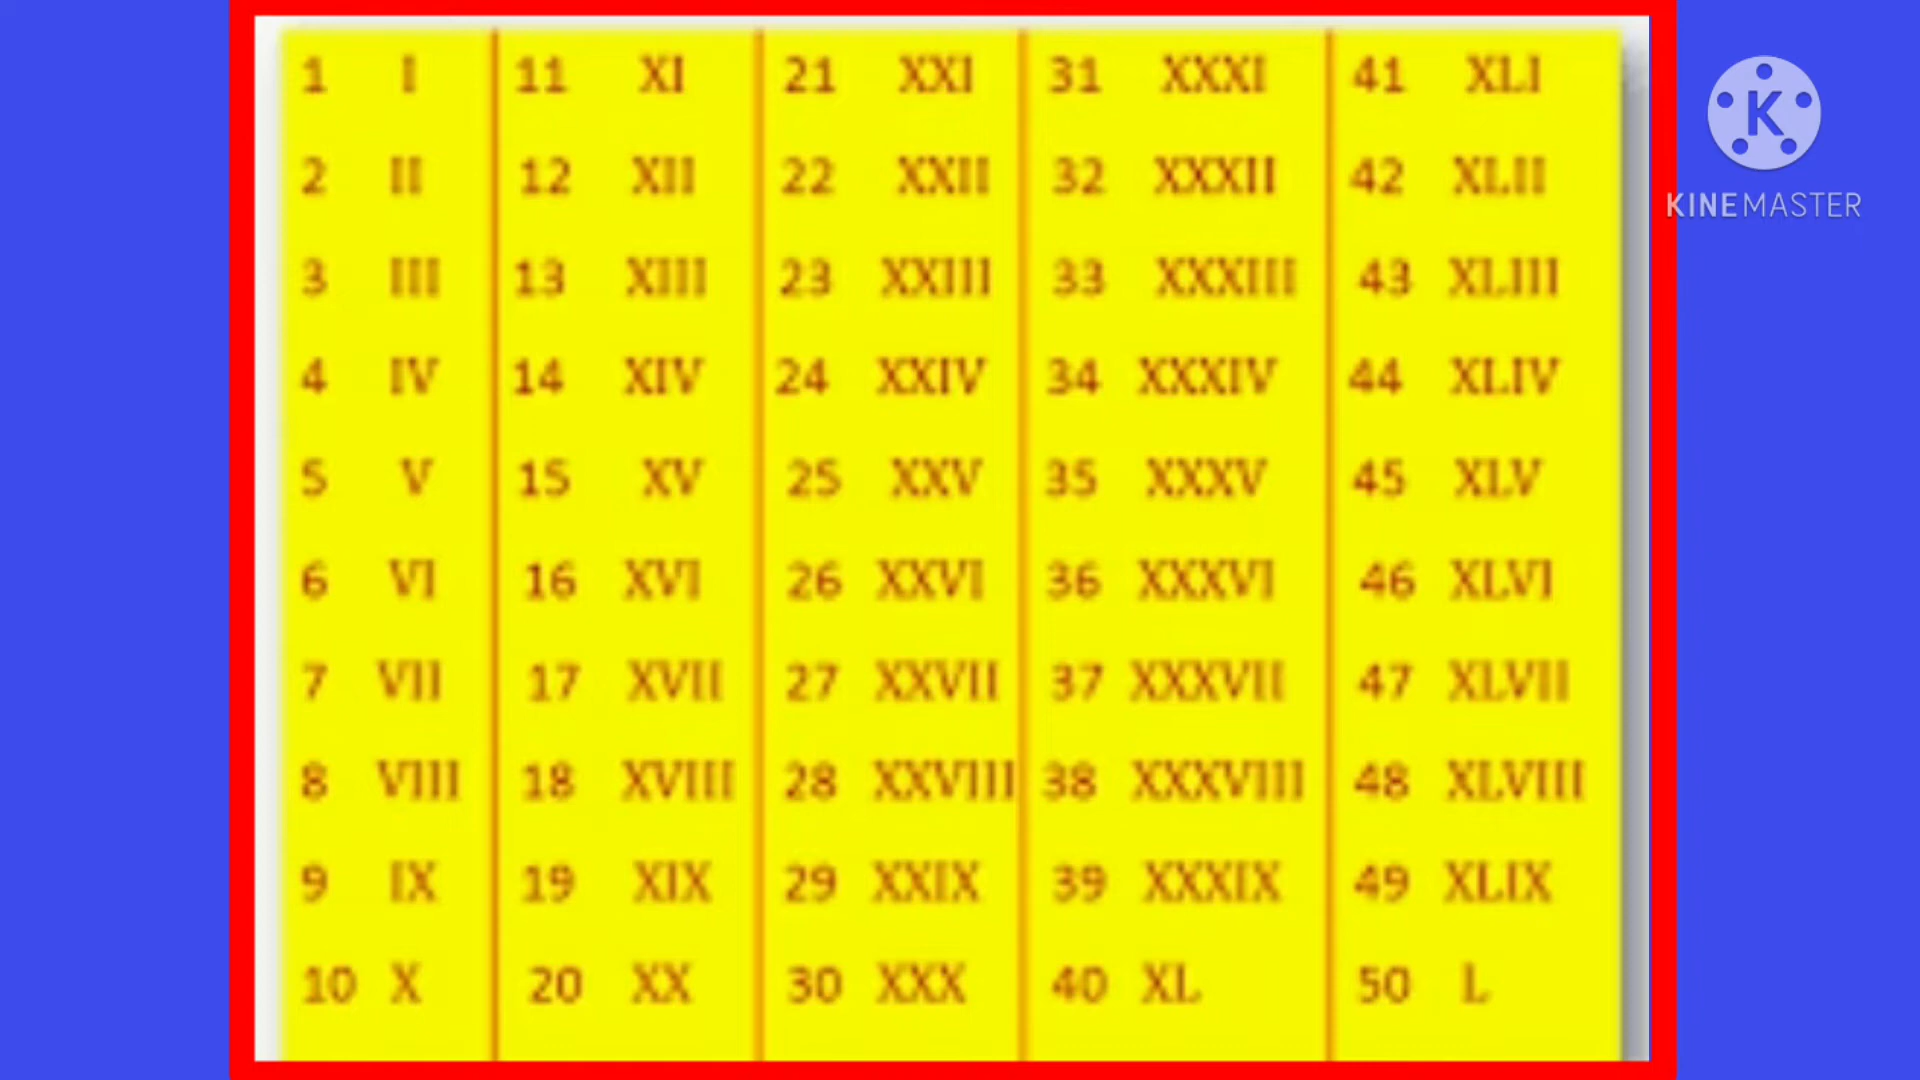 1 I 11 XI 21 XXI 31 XXXI 41 XLI
2 II 12 XII 22 XXII 32 XXXII 42 XLII
3 III 13 XIII 23 XXIII 33 XXXIII 43 XLIII
4 IV 14 XIV 24 XXIV 34 XXXIV 44 XLIV
5 V 15 XV 25 XXV 35 XXXV 45 XLV
6 VI 16 XVI 26 XXVI 36 XXXVI 46 XLVI
7 VII 17 XVII 27 XXVII 37 XXXVII 47 XLVII
8 VIII 18 XVIII 28 XXVIII 38 XXXVIII 48 XLVIII
9 IX 19 XIX 29 XXIX 39 XXXIX 49 XLIX
10 X 20 XX 30 XXX 40 XL 50 L
K
KINEMASTER